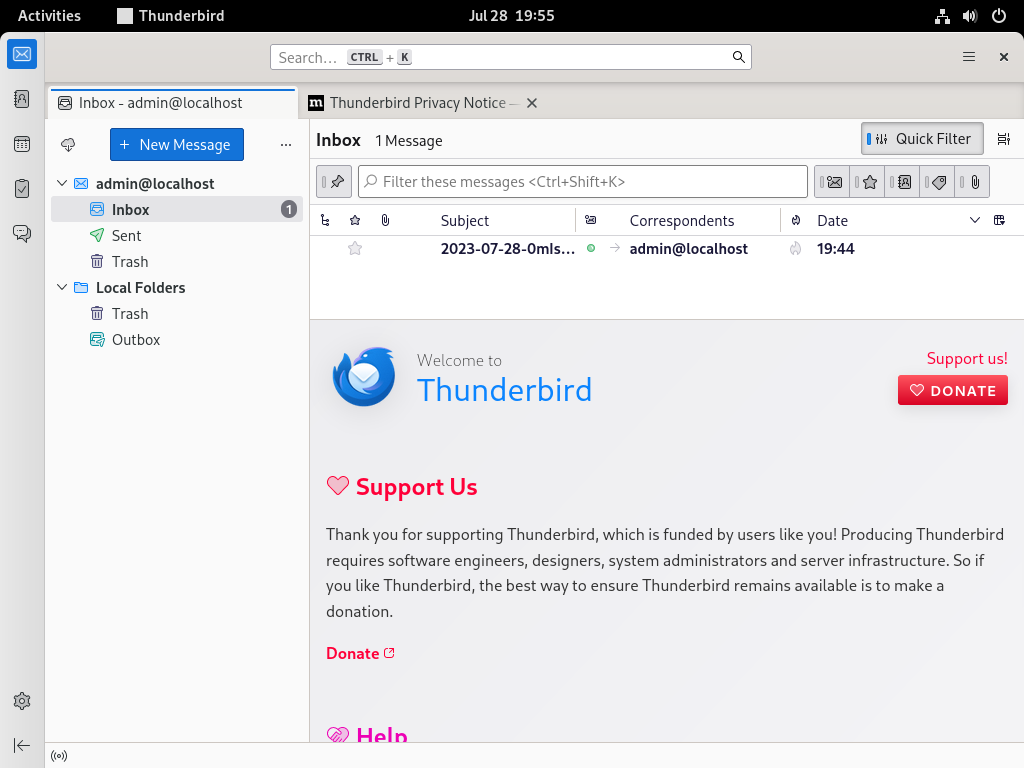 Activities Thunderbird Jul 28 19:55
Search… CTRL + K
Inbox - admin@localhost m Thunderbird Privacy Notice —
+ New Message ··· Inbox 1 Message Quick Filter
Filter these messages <Ctrl+Shift+K>
admin@localhost
Inbox 1
Sent
Trash
Local Folders
Trash
Outbox
Subject Correspondents Date
2023-07-28-0mls... admin@localhost 19:44
Welcome to
Thunderbird
Support us!
DONATE
Support Us
Thank you for supporting Thunderbird, which is funded by users like you! Producing Thunderbird
requires software engineers, designers, system administrators and server infrastructure. So if
you like Thunderbird, the best way to ensure Thunderbird remains available is to make a
donation.
Donate
Help